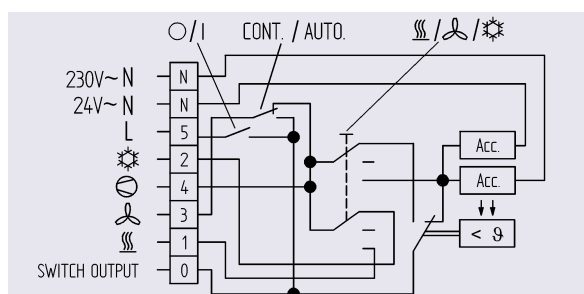 O/I CONT. / AUTO. / /
230V~ N N
24V~ N N
L 5 Acc.
2
4 Acc.
3
1 < ϑ
SWITCH OUTPUT 0